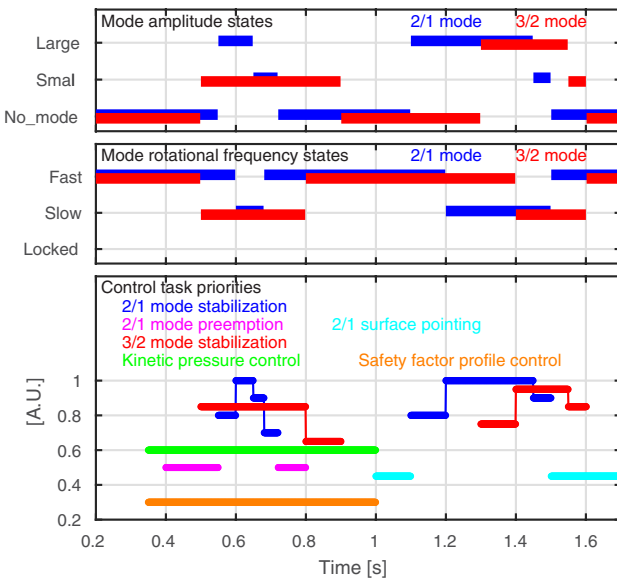 Mode amplitude states 2/1 mode 3/2 mode
Large
Smal
No_mode
Mode rotational frequency states 2/1 mode 3/2 mode
Fast
Slow
Locked
Control task priorities
2/1 mode stabilization
2/1 mode preemption 2/1 surface pointing
3/2 mode stabilization
Kinetic pressure control Safety factor profile control
[A.U.]
1
0.8
0.6
0.4
0.2
0.2 0.4 0.6 0.8 1 1.2 1.4 1.6
Time [s]